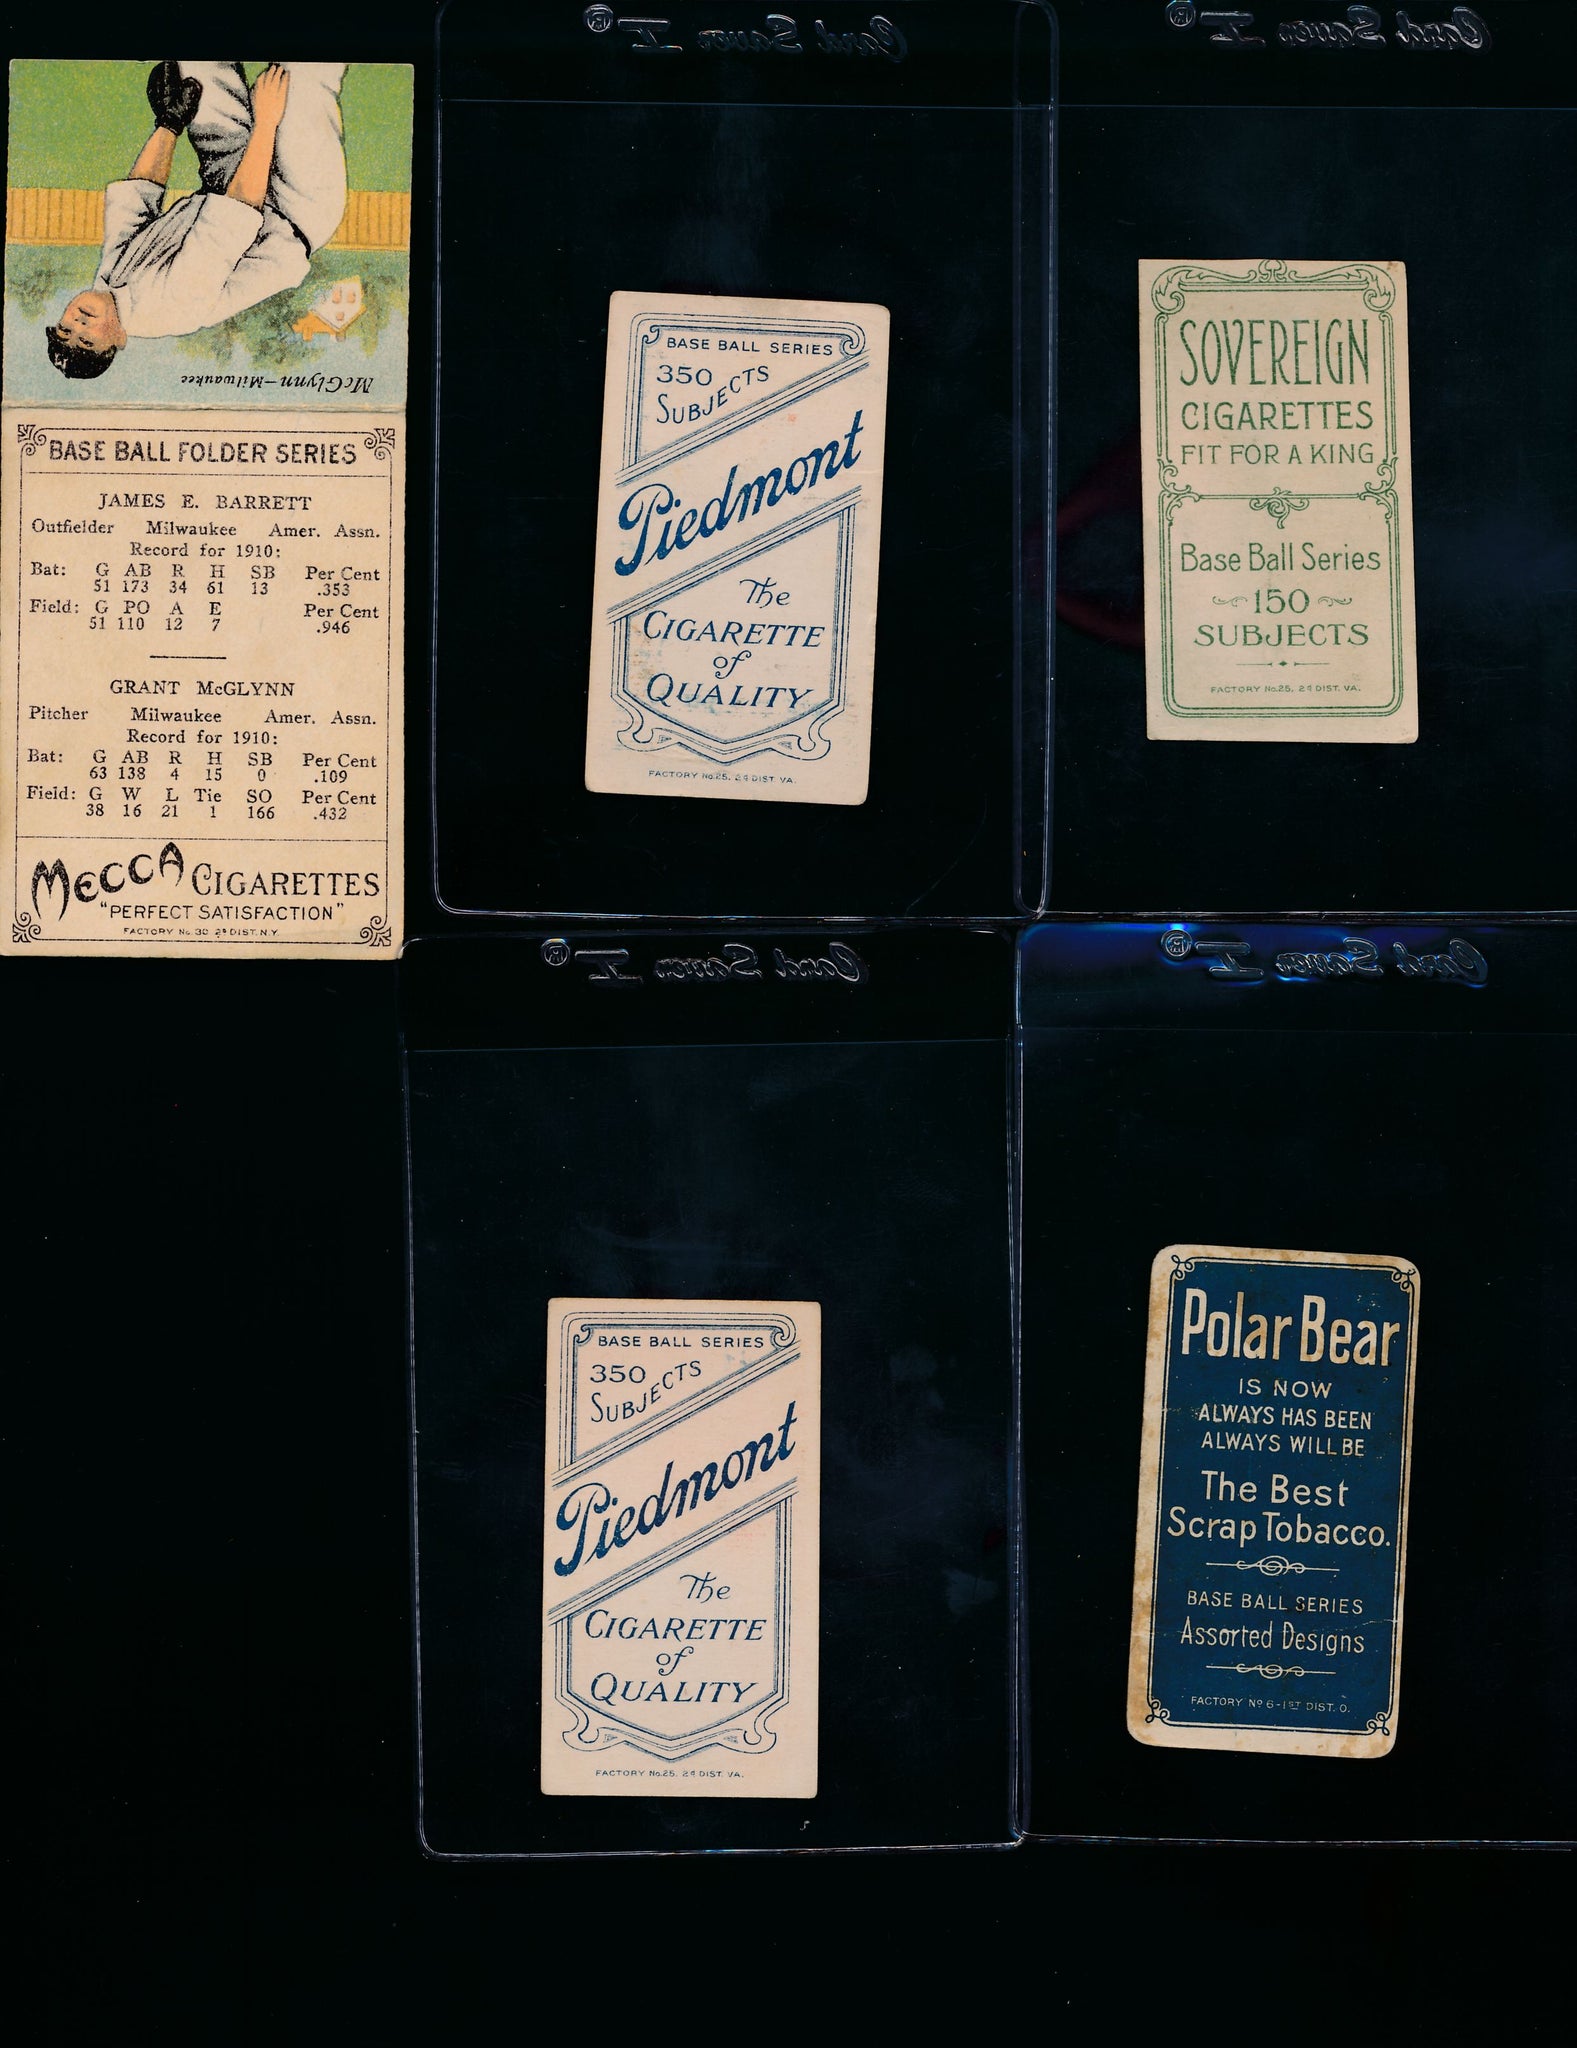 McGlynn—Milwaukee
BASE BALL FOLDER SERIES
JAMES E. BARRETT
Outfielder Milwaukee Amer. Assn.
Record for 1910:
Bat: G AB R H SB Per Cent
51 173 34 61 13 .353
Field: G PO A E Per Cent
51 110 12 7 .946
GRANT McGLYNN
Pitcher Milwaukee Amer. Assn.
Record for 1910:
Bat: G AB R H SB Per Cent
63 138 4 15 0 .109
Field: G W L Tie SO Per Cent
38 16 21 1 166 .432
MECCA CIGARETTES
"PERFECT SATISFACTION"
FACTORY No. 30 2d DIST. N.Y.
Card Saver II®
BASE BALL SERIES
350
SUBJECTS
Piedmont
The
CIGARETTE
of
QUALITY
FACTORY No. 25, 2d DIST VA.
Card Saver II®
SOVEREIGN
CIGARETTES
FIT FOR A KING
Base Ball Series
150
SUBJECTS
FACTORY No. 25, 2d DIST. VA.
Card Saver II®
BASE BALL SERIES
350
SUBJECTS
Piedmont
The
CIGARETTE
of
QUALITY
FACTORY No. 25, 2d DIST. VA.
Card Saver II®
Polar Bear
IS NOW
ALWAYS HAS BEEN
ALWAYS WILL BE
The Best
Scrap Tobacco.
BASE BALL SERIES
Assorted Designs
FACTORY Nº 6-1ST DIST. O.